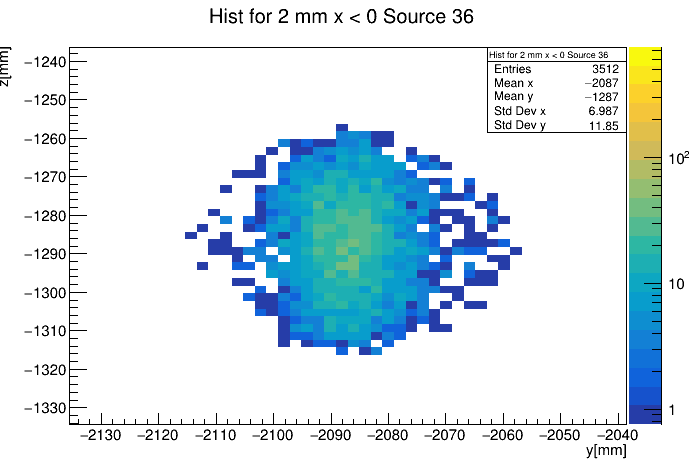 Hist for 2 mm x < 0 Source 36
z[mm]
Hist for 2 mm x < 0 Source 36
Entries 3512
Mean x −2087
Mean y −1287
Std Dev x 6.987
Std Dev y 11.85
−1240
−1250
−1260
−1270
−1280
−1290
−1300
−1310
−1320
−1330
10²
10
1
−2130 −2120 −2110 −2100 −2090 −2080 −2070 −2060 −2050 −2040
y[mm]